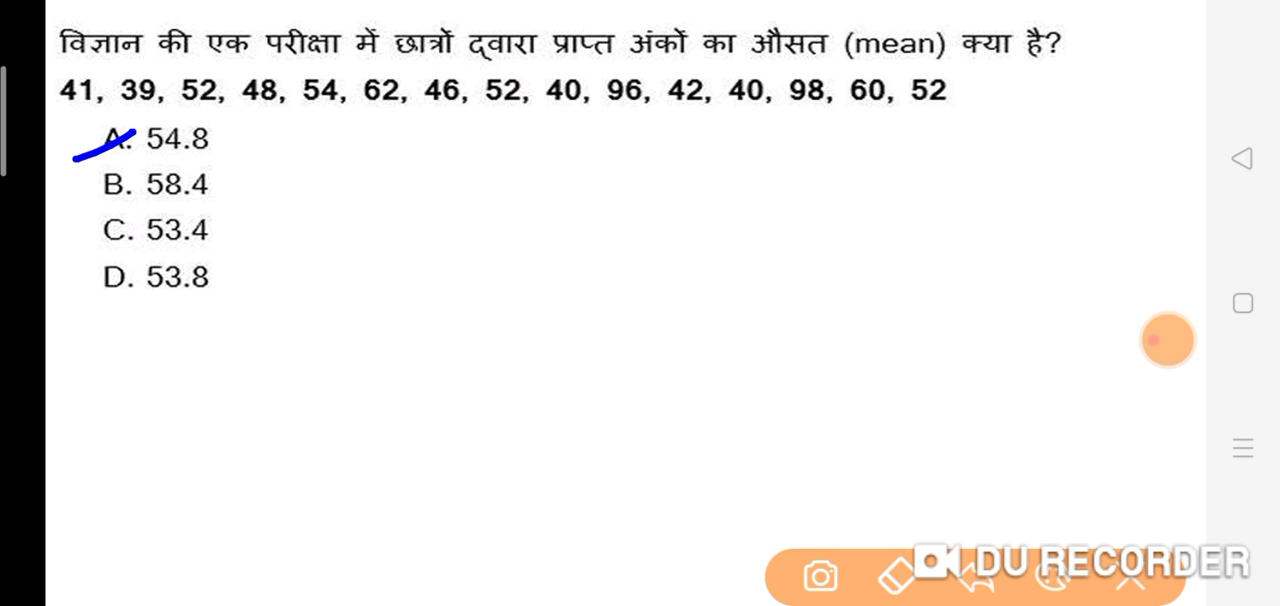 विज्ञान की एक परीक्षा में छात्रों द्वारा प्राप्त अंकों का औसत (mean) क्या है?
41, 39, 52, 48, 54, 62, 46, 52, 40, 96, 42, 40, 98, 60, 52
A. 54.8
B. 58.4
C. 53.4
D. 53.8
DU RECORDER